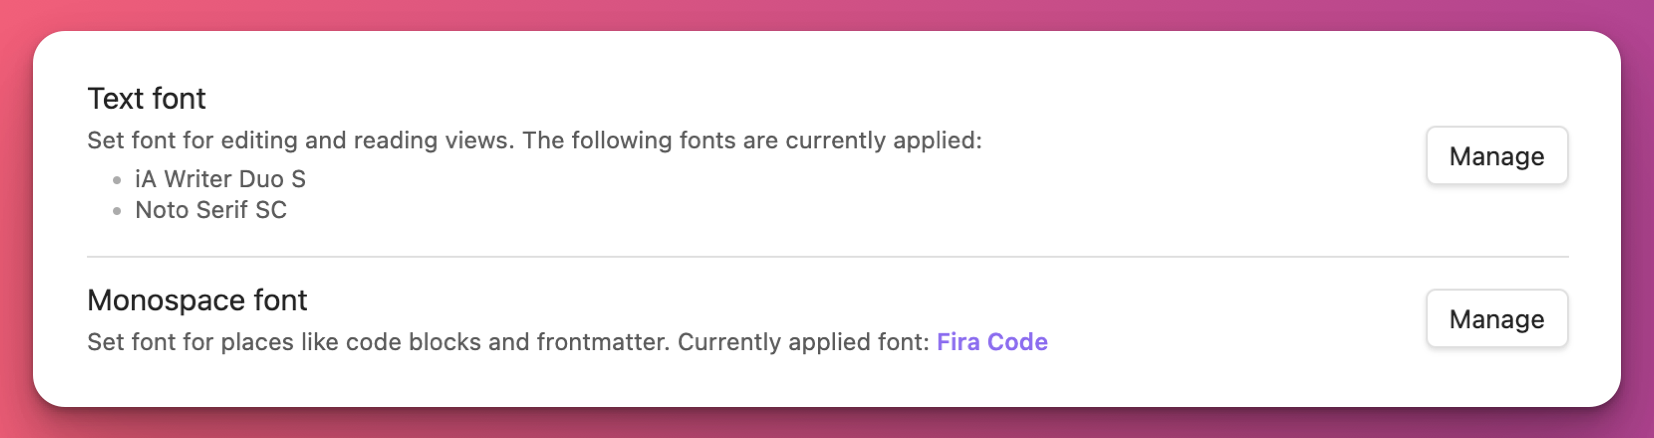 Text font
Set font for editing and reading views. The following fonts are currently applied:
Manage
iA Writer Duo S
Noto Serif SC
Monospace font
Set font for places like code blocks and frontmatter. Currently applied font: Fira Code
Manage